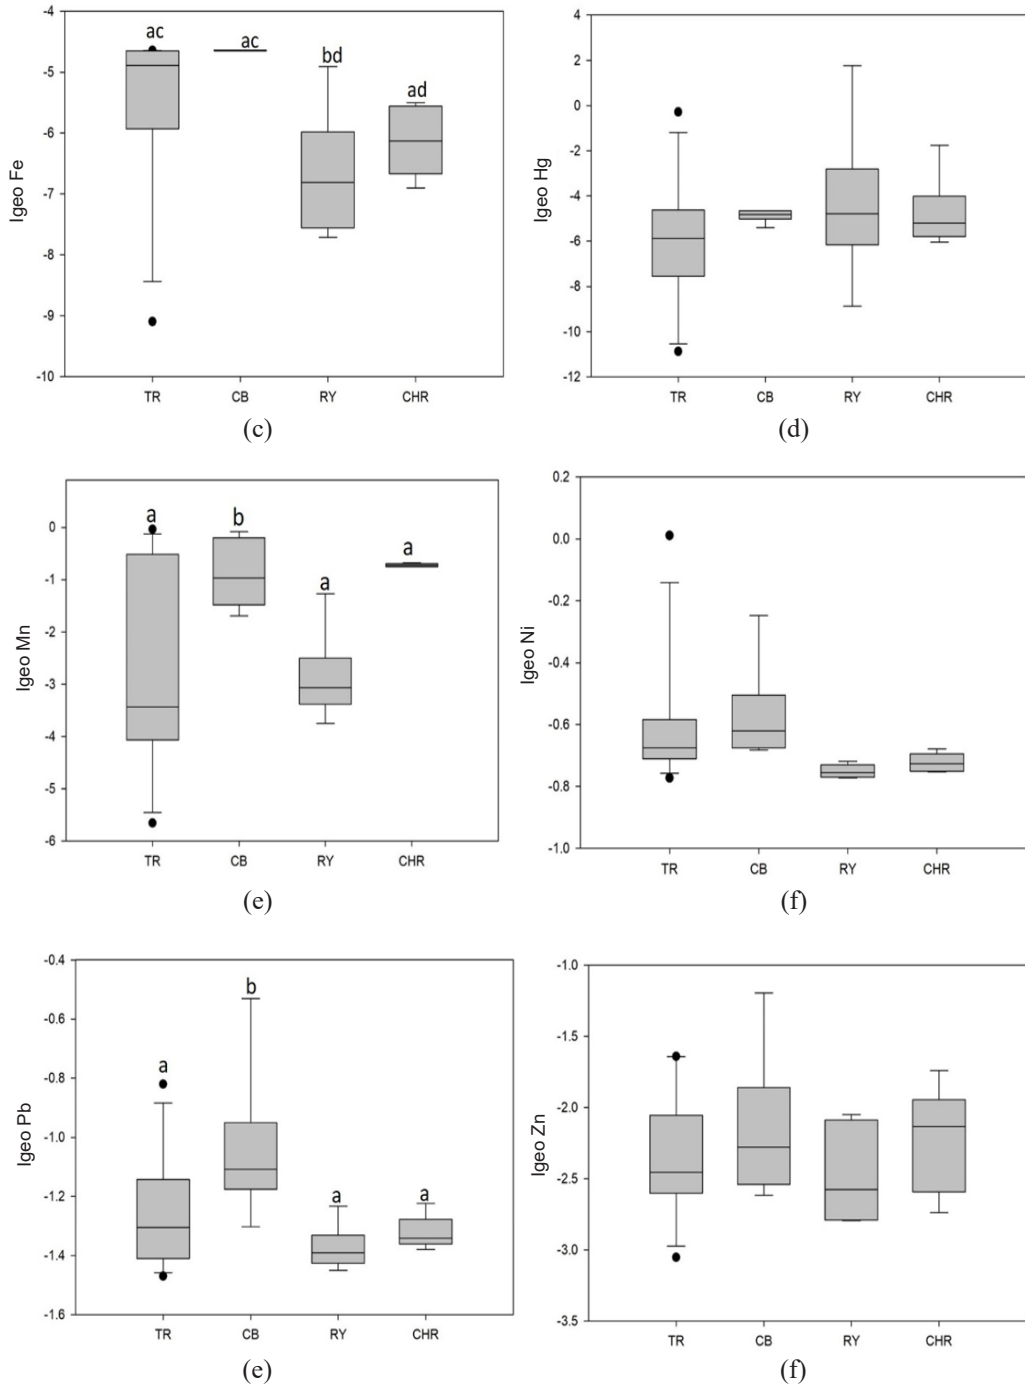 -4
-5
-6
-7
-8
-9
-10
Igeo Fe
ac
ac
bd
ad
TR CB RY CHR
(c)
4
2
0
-2
-4
-6
-8
-10
-12
Igeo Hg
TR CB RY CHR
(d)
0
-1
-2
-3
-4
-5
-6
Igeo Mn
a
b
a
a
TR CB RY CHR
(e)
0.2
0.0
-0.2
-0.4
-0.6
-0.8
-1.0
Igeo Ni
TR CB RY CHR
(f)
-0.4
-0.6
-0.8
-1.0
-1.2
-1.4
-1.6
Igeo Pb
a
b
a
a
TR CB RY CHR
(e)
-1.0
-1.5
-2.0
-2.5
-3.0
-3.5
Igeo Zn
TR CB RY CHR
(f)